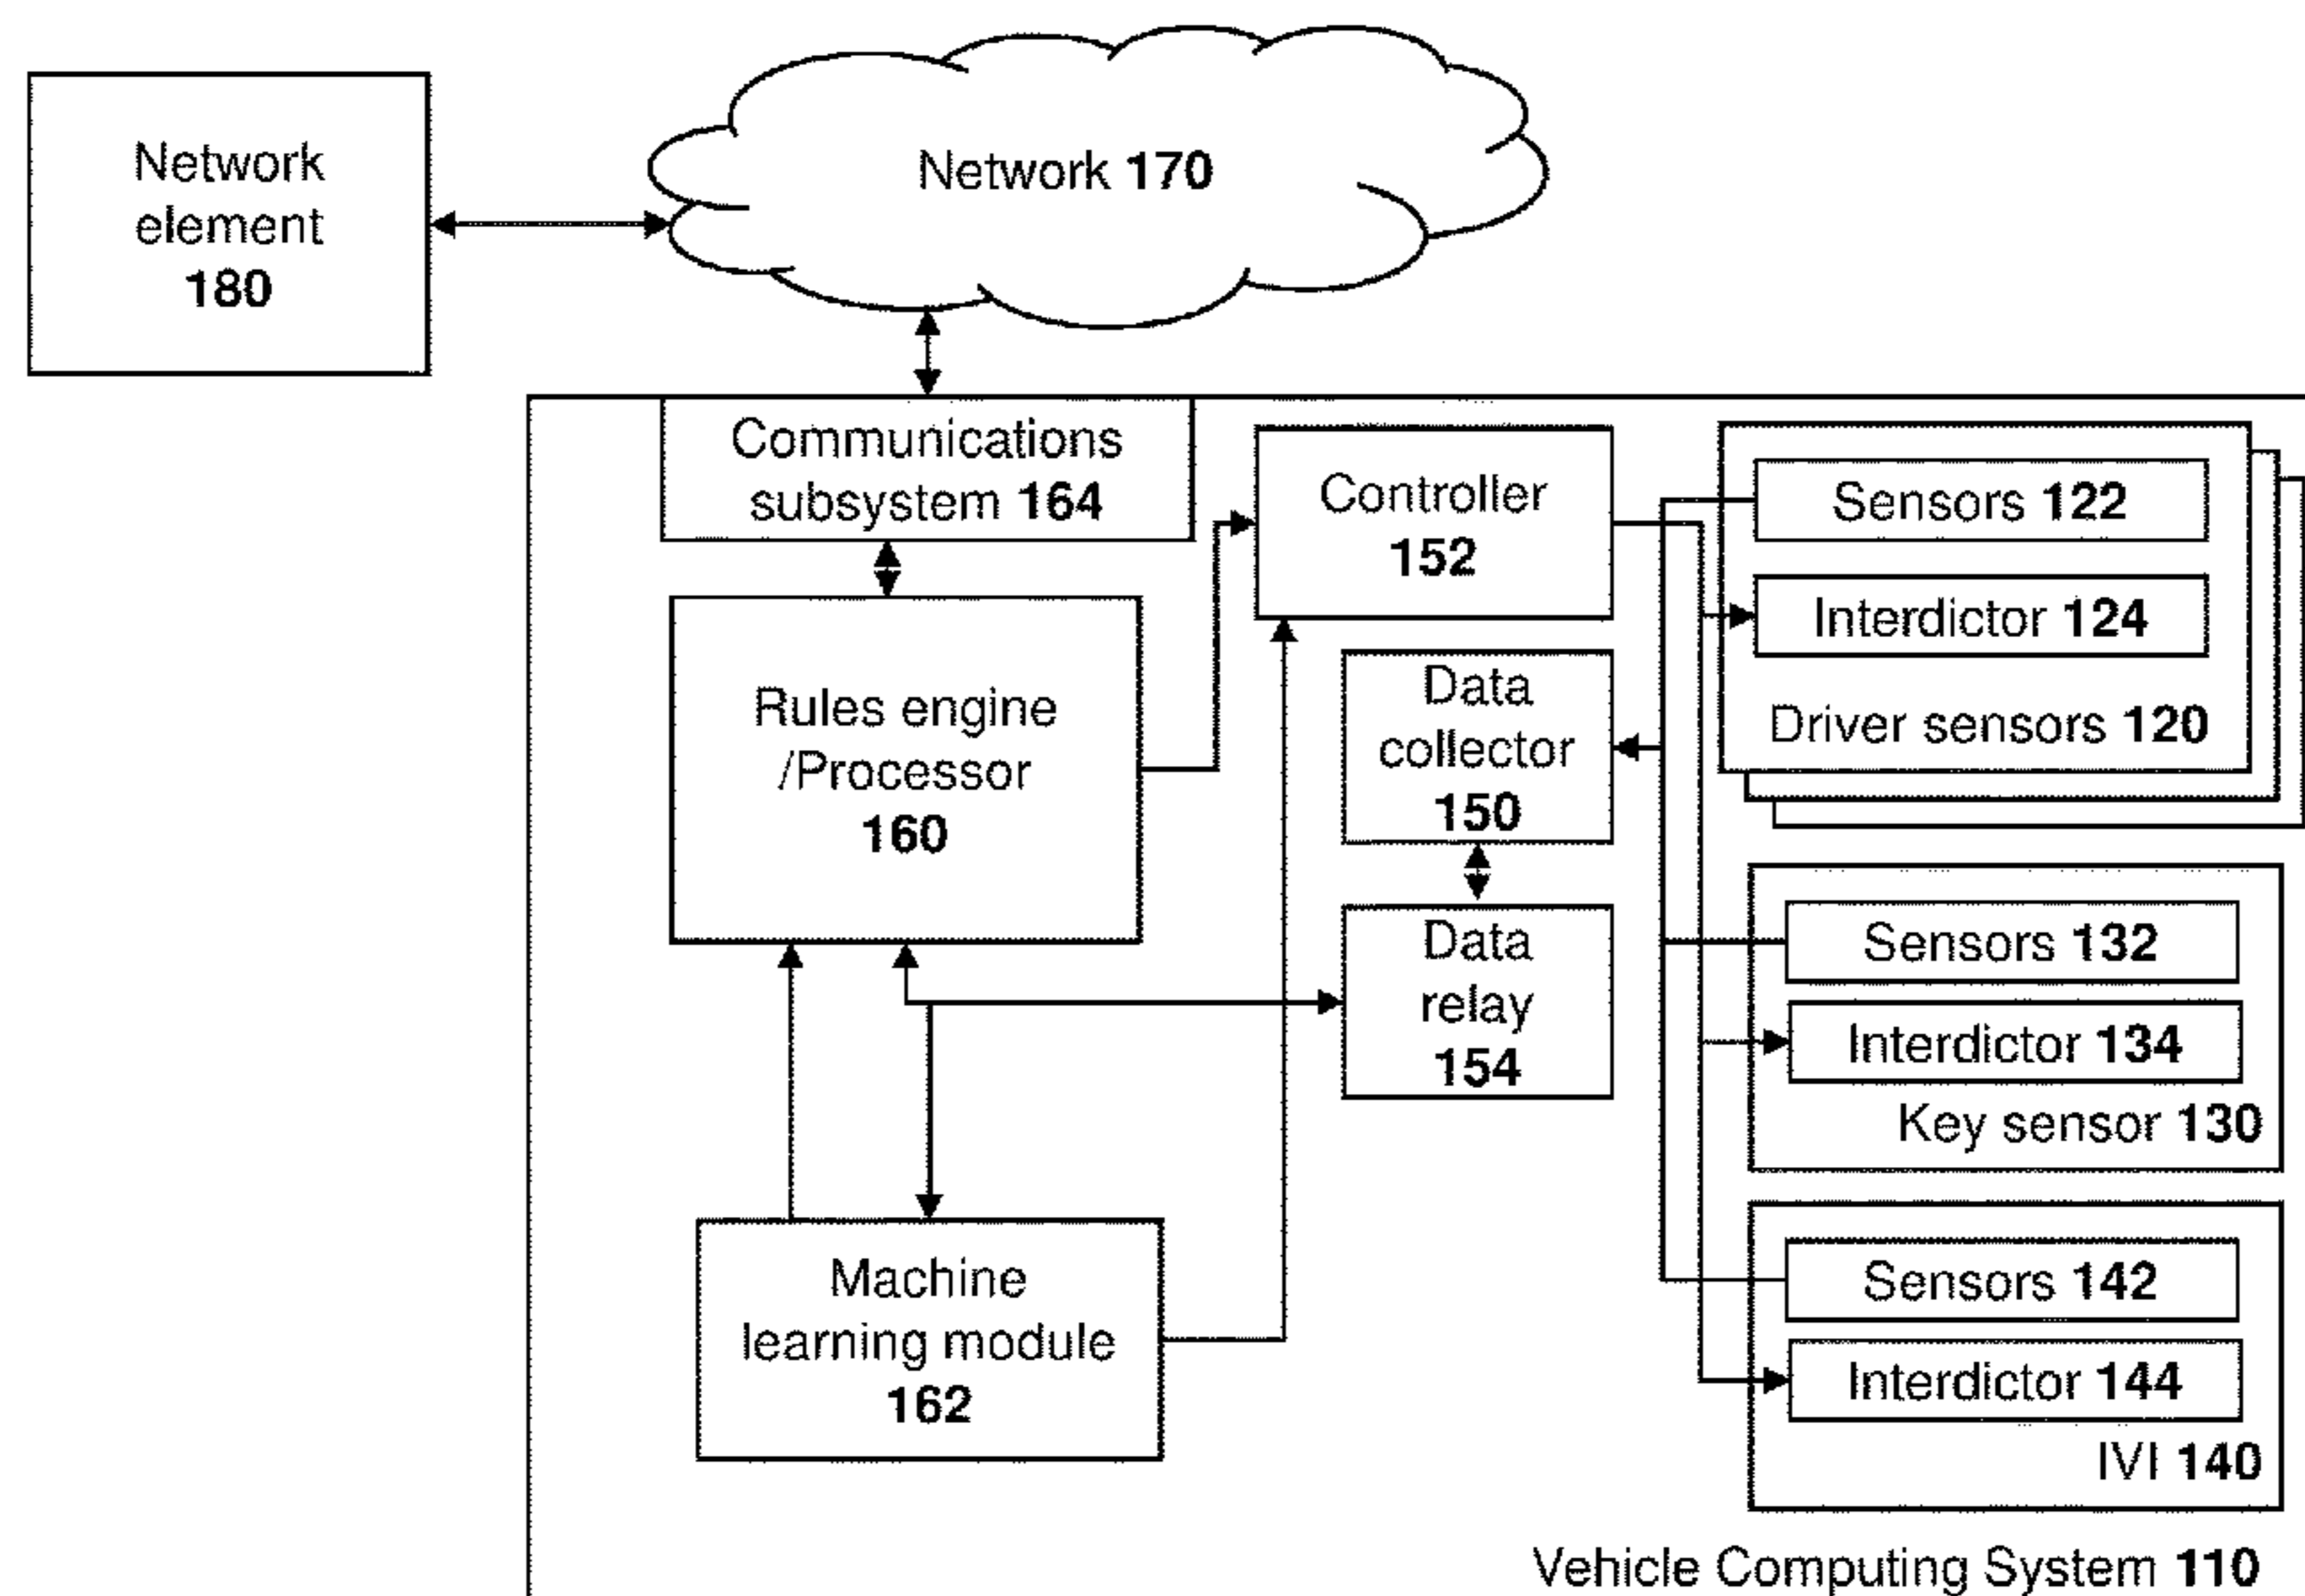 Network
element
180
Network 170
Communications
subsystem 164
Controller
152
Sensors 122
Interdictor 124
Driver sensors 120
Rules engine
/Processor
160
Data
collector
150
Data
relay
154
Sensors 132
Interdictor 134
Key sensor 130
Machine
learning module
162
Sensors 142
Interdictor 144
IVI 140
Vehicle Computing System 110